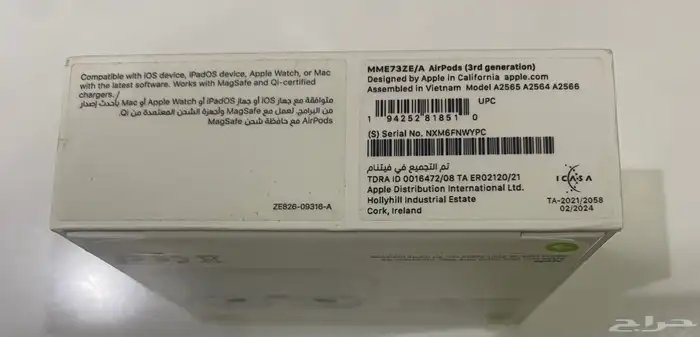 Compatible with iOS device, iPadOS device, Apple Watch, or Mac
with the latest software. Works with MagSafe and Qi-certified
chargers. /
متوافقة مع جهاز iOS أو جهاز iPadOS أو Apple Watch أو Mac بأحدث إصدار
من البرامج. تعمل مع MagSafe وأجهزة الشحن المعتمدة من Qi.
AirPods مع حافظة شحن MagSafe
ZE826-09316-A
MME73ZE/A AirPods (3rd generation)
Designed by Apple in California apple.com
Assembled in Vietnam Model A2565 A2564 A2566
UPC
1 94252 81851 0
(S) Serial No. NXM6FNWYPC
تم التجميع في فيتنام
TDRA ID 0016472/08 TA ER02120/21
Apple Distribution International Ltd.
Hollyhill Industrial Estate
Cork, Ireland
ICASA
TA-2021/2058
02/2024
حراج